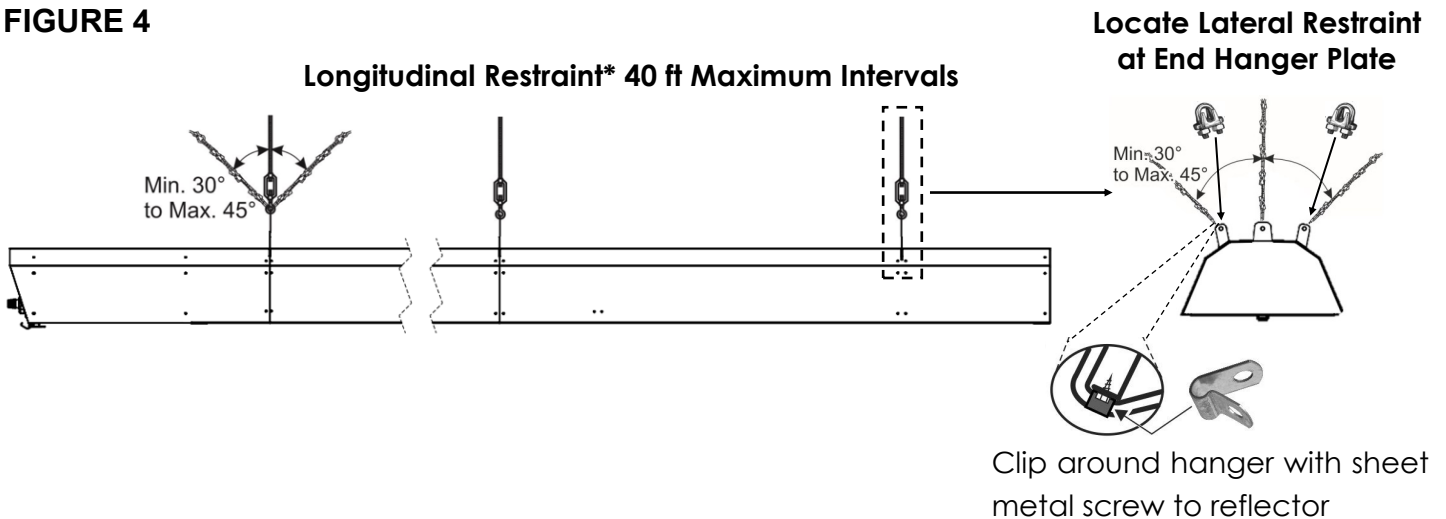 FIGURE 4
Locate Lateral Restraint
at End Hanger Plate
Longitudinal Restraint* 40 ft Maximum Intervals
Min. 30°
to Max. 45°
Min. 30°
to Max. 45°
Clip around hanger with sheet
metal screw to reflector